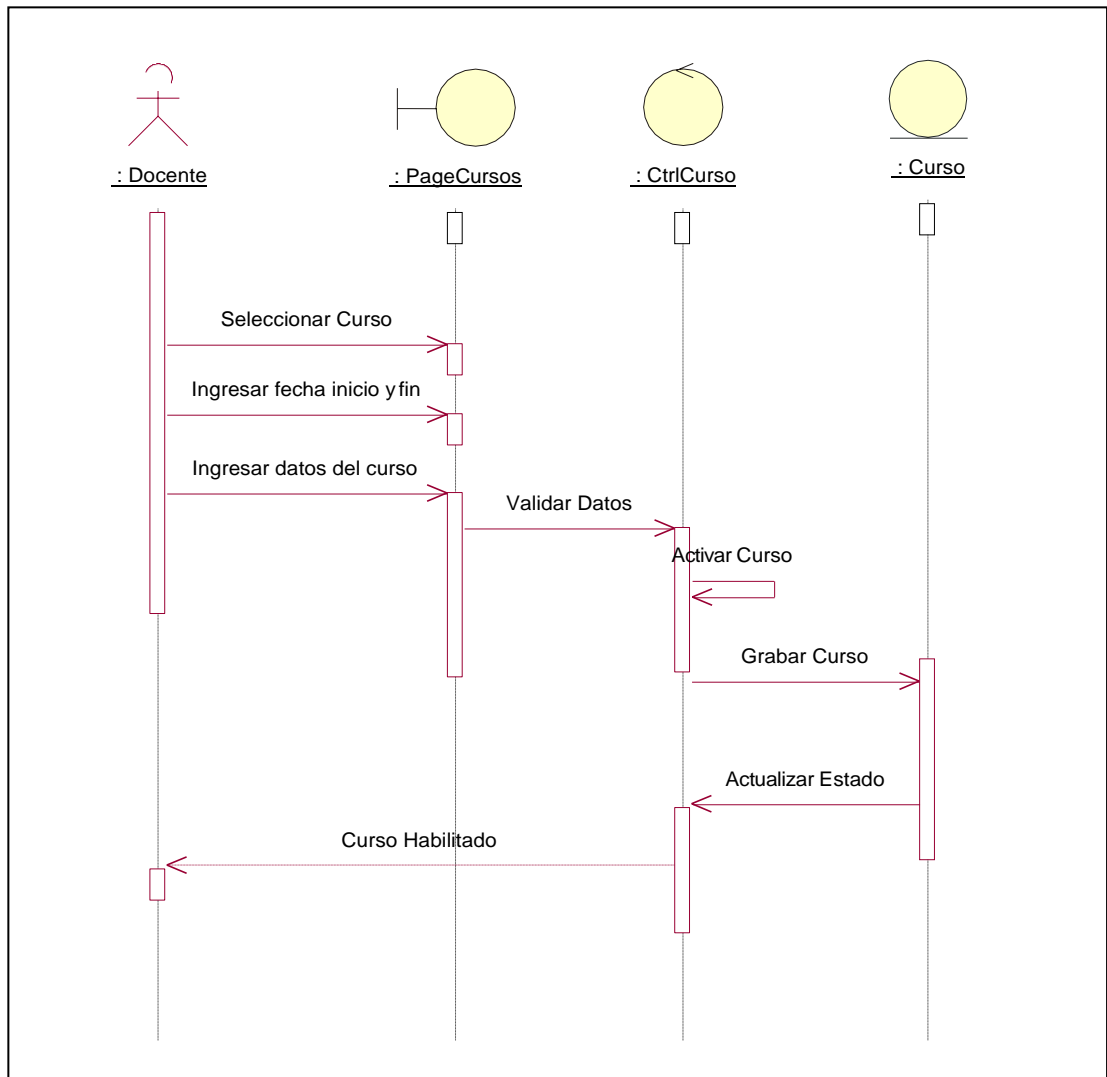 : Docente
: PageCursos
: CtrlCurso
: Curso
Seleccionar Curso
Ingresar fecha inicio y fin
Ingresar datos del curso
Validar Datos
Activar Curso
Grabar Curso
Actualizar Estado
Curso Habilitado